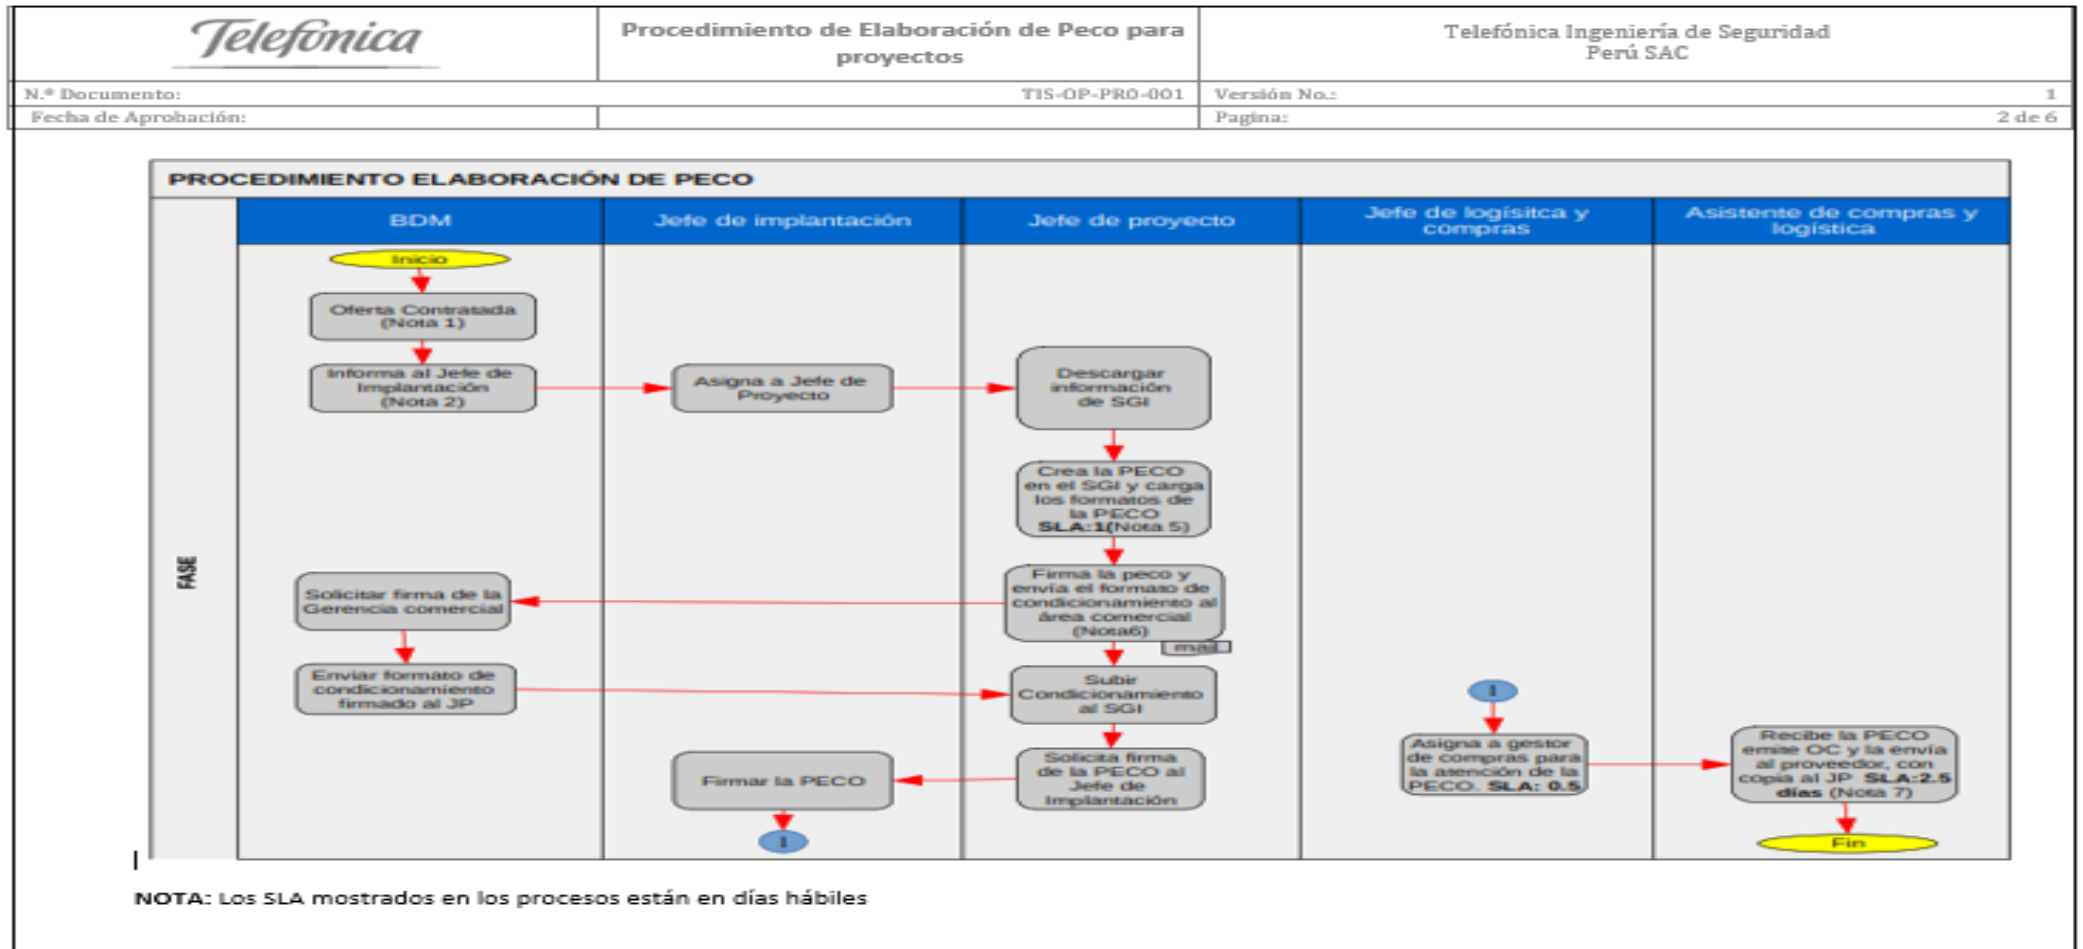 Telefónica
Procedimiento de Elaboración de Peco para
proyectos
Telefónica Ingeniería de Seguridad
Perú SAC
N.º Documento:
TIS-OP-PRO-001
Versión No.:
1
Fecha de Aprobación:
Pagina:
2 de 6
PROCEDIMIENTO ELABORACIÓN DE PECO
BDM
Jefe de implantación
Jefe de proyecto
Jefe de logísitca y
compras
Asistente de compras y
logística
FASE
Inicio
Oferta Contratada
(Nota 1)
Informa al Jefe de
Implantación
(Nota 2)
Asigna a Jefe de
Proyecto
Descargar
información
de SGI
Crea la PECO
en el SGI y carga
los formatos de
la PECO
SLA:1(Nota 5)
Firma la peco y
envía el formato de
condicionamiento al
área comercial
(Nota6)
mail
Solicitar firma de la
Gerencia comercial
Enviar formato de
condicionamiento
firmado al JP
Subir
Condicionamiento
al SGI
Solicita firma
de la PECO al
Jefe de
Implantación
Firmar la PECO
1
1
Asigna a gestor
de compras para
la atención de la
PECO. SLA: 0.5
Recibe la PECO
emite OC y la envía
al proveedor, con
copia al JP SLA:2.5
días (Nota 7)
Fin
NOTA: Los SLA mostrados en los procesos están en días hábiles